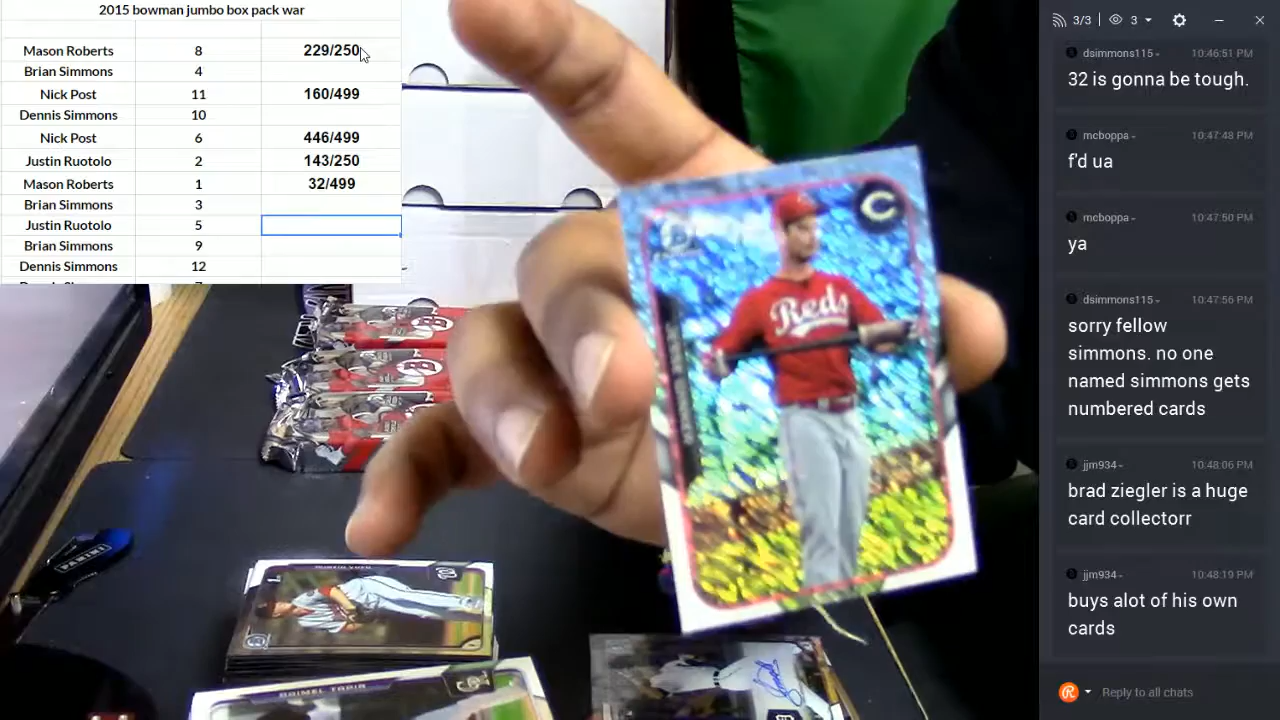 2015 bowman jumbo box pack war
Mason Roberts 8 229/250
Brian Simmons 4
Nick Post 11 160/499
Dennis Simmons 10
Nick Post 6 446/499
Justin Ruotolo 2 143/250
Mason Roberts 1 32/499
Brian Simmons 3
Justin Ruotolo 5
Brian Simmons 9
Dennis Simmons 12
Reds
C
PANINI
RAIMEL TAPIA
3/3 3
dsimmons115 10:46:51 PM
32 is gonna be tough.
mcboppa 10:47:48 PM
f'd ua
mcboppa 10:47:50 PM
ya
dsimmons115 10:47:56 PM
sorry fellow
simmons. no one
named simmons gets
numbered cards
jjm934 10:48:06 PM
brad ziegler is a huge
card collectorr
jjm934 10:48:19 PM
buys alot of his own
cards
Reply to all chats